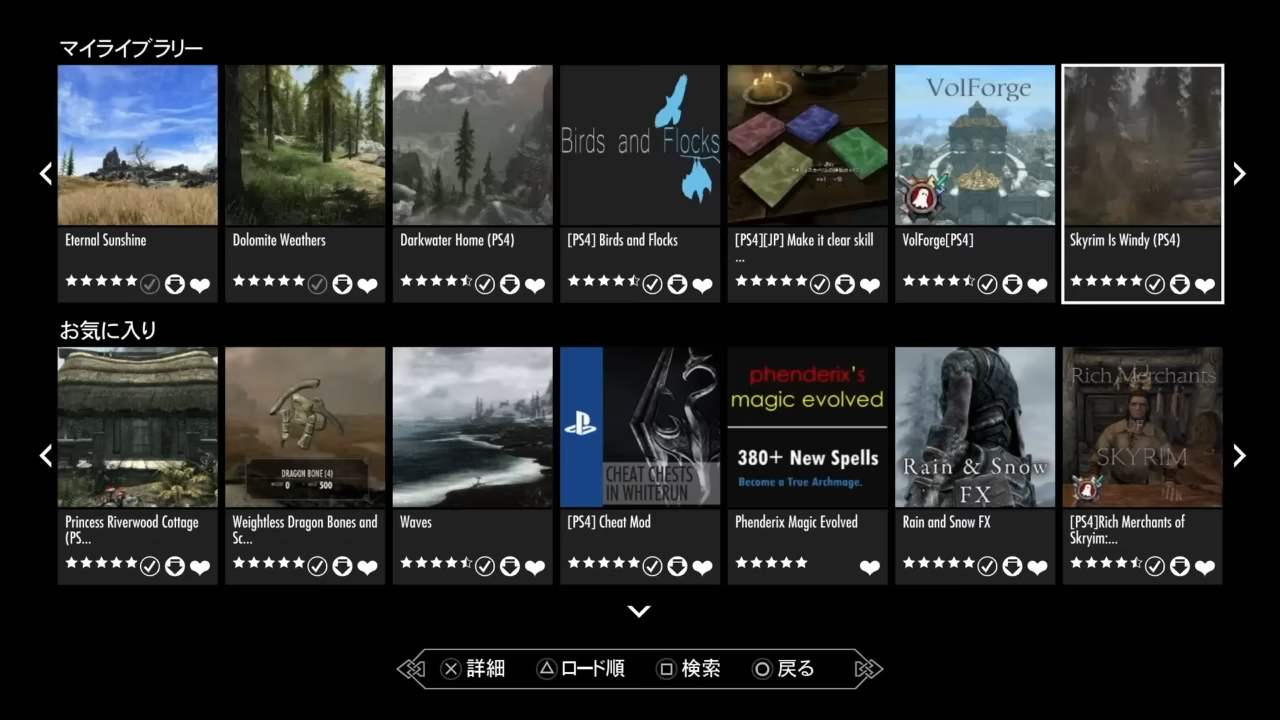 マイライブラリー
Birds and Flocks
VolForge
Eternal Sunshine
Dolomite Weathers
Darkwater Home (PS4)
[PS4] Birds and Flocks
[PS4][JP] Make it clear skill
...
VolForge[PS4]
Skyrim Is Windy (PS4)
お気に入り
DRAGON BONE (4)
0
500
CHEAT CHESTS
IN WHITERUN
phenderix's
magic evolved
380+ New Spells
Become a True Archmage.
Rain & Snow
FX
Rich Merchants
OF
SKYRIM
Princess Riverwood Cottage
(PS...
Weightless Dragon Bones and
Sc...
Waves
[PS4] Cheat Mod
Phenderix Magic Evolved
Rain and Snow FX
[PS4]Rich Merchants of
Skryim:...
詳細 ロード順 検索 戻る